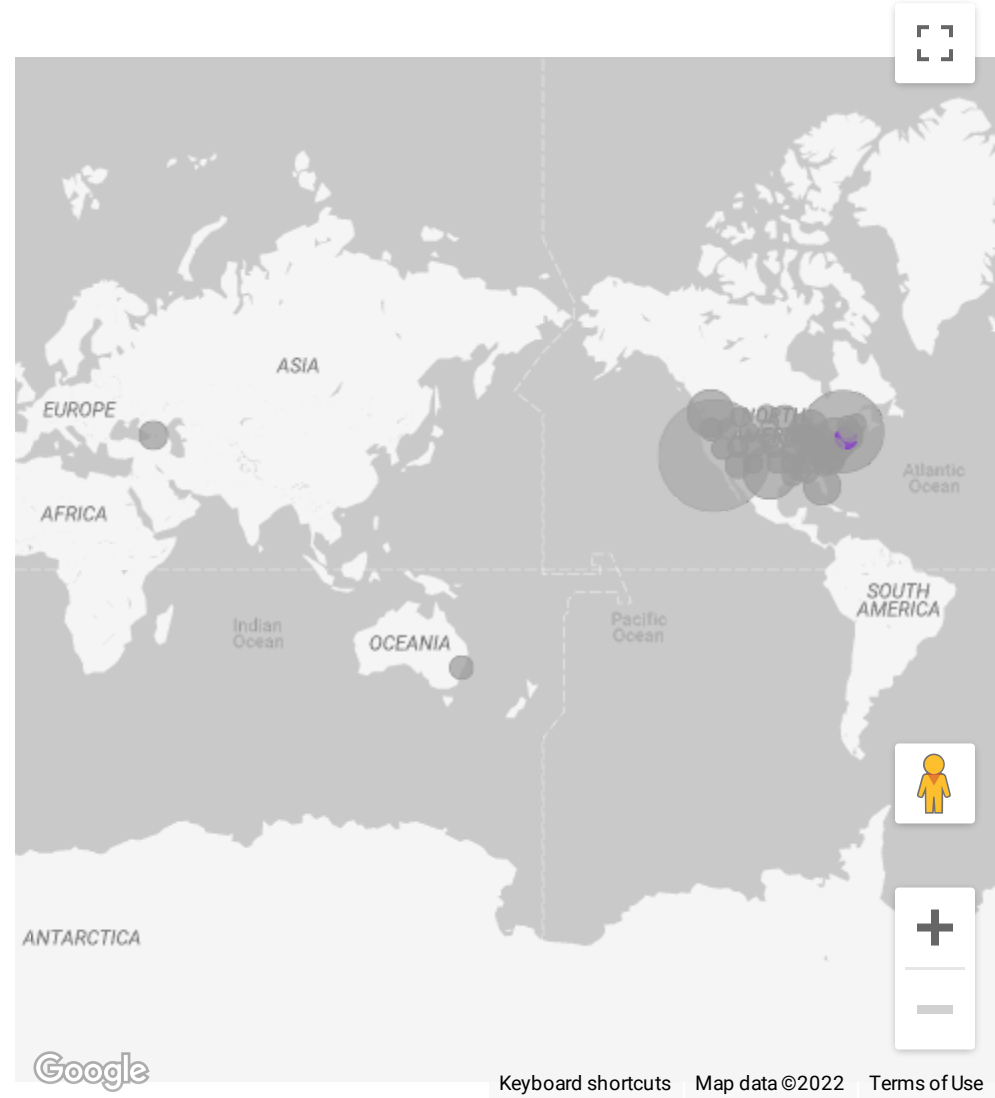 ASIA
EUROPE
NORTH
Atlantic
Ocean
AFRICA
SOUTH
AMERICA
Indian
Ocean
OCEANIA
Pacific
Ocean
ANTARCTICA
Google
Keyboard shortcuts
Map data ©2022
Terms of Use